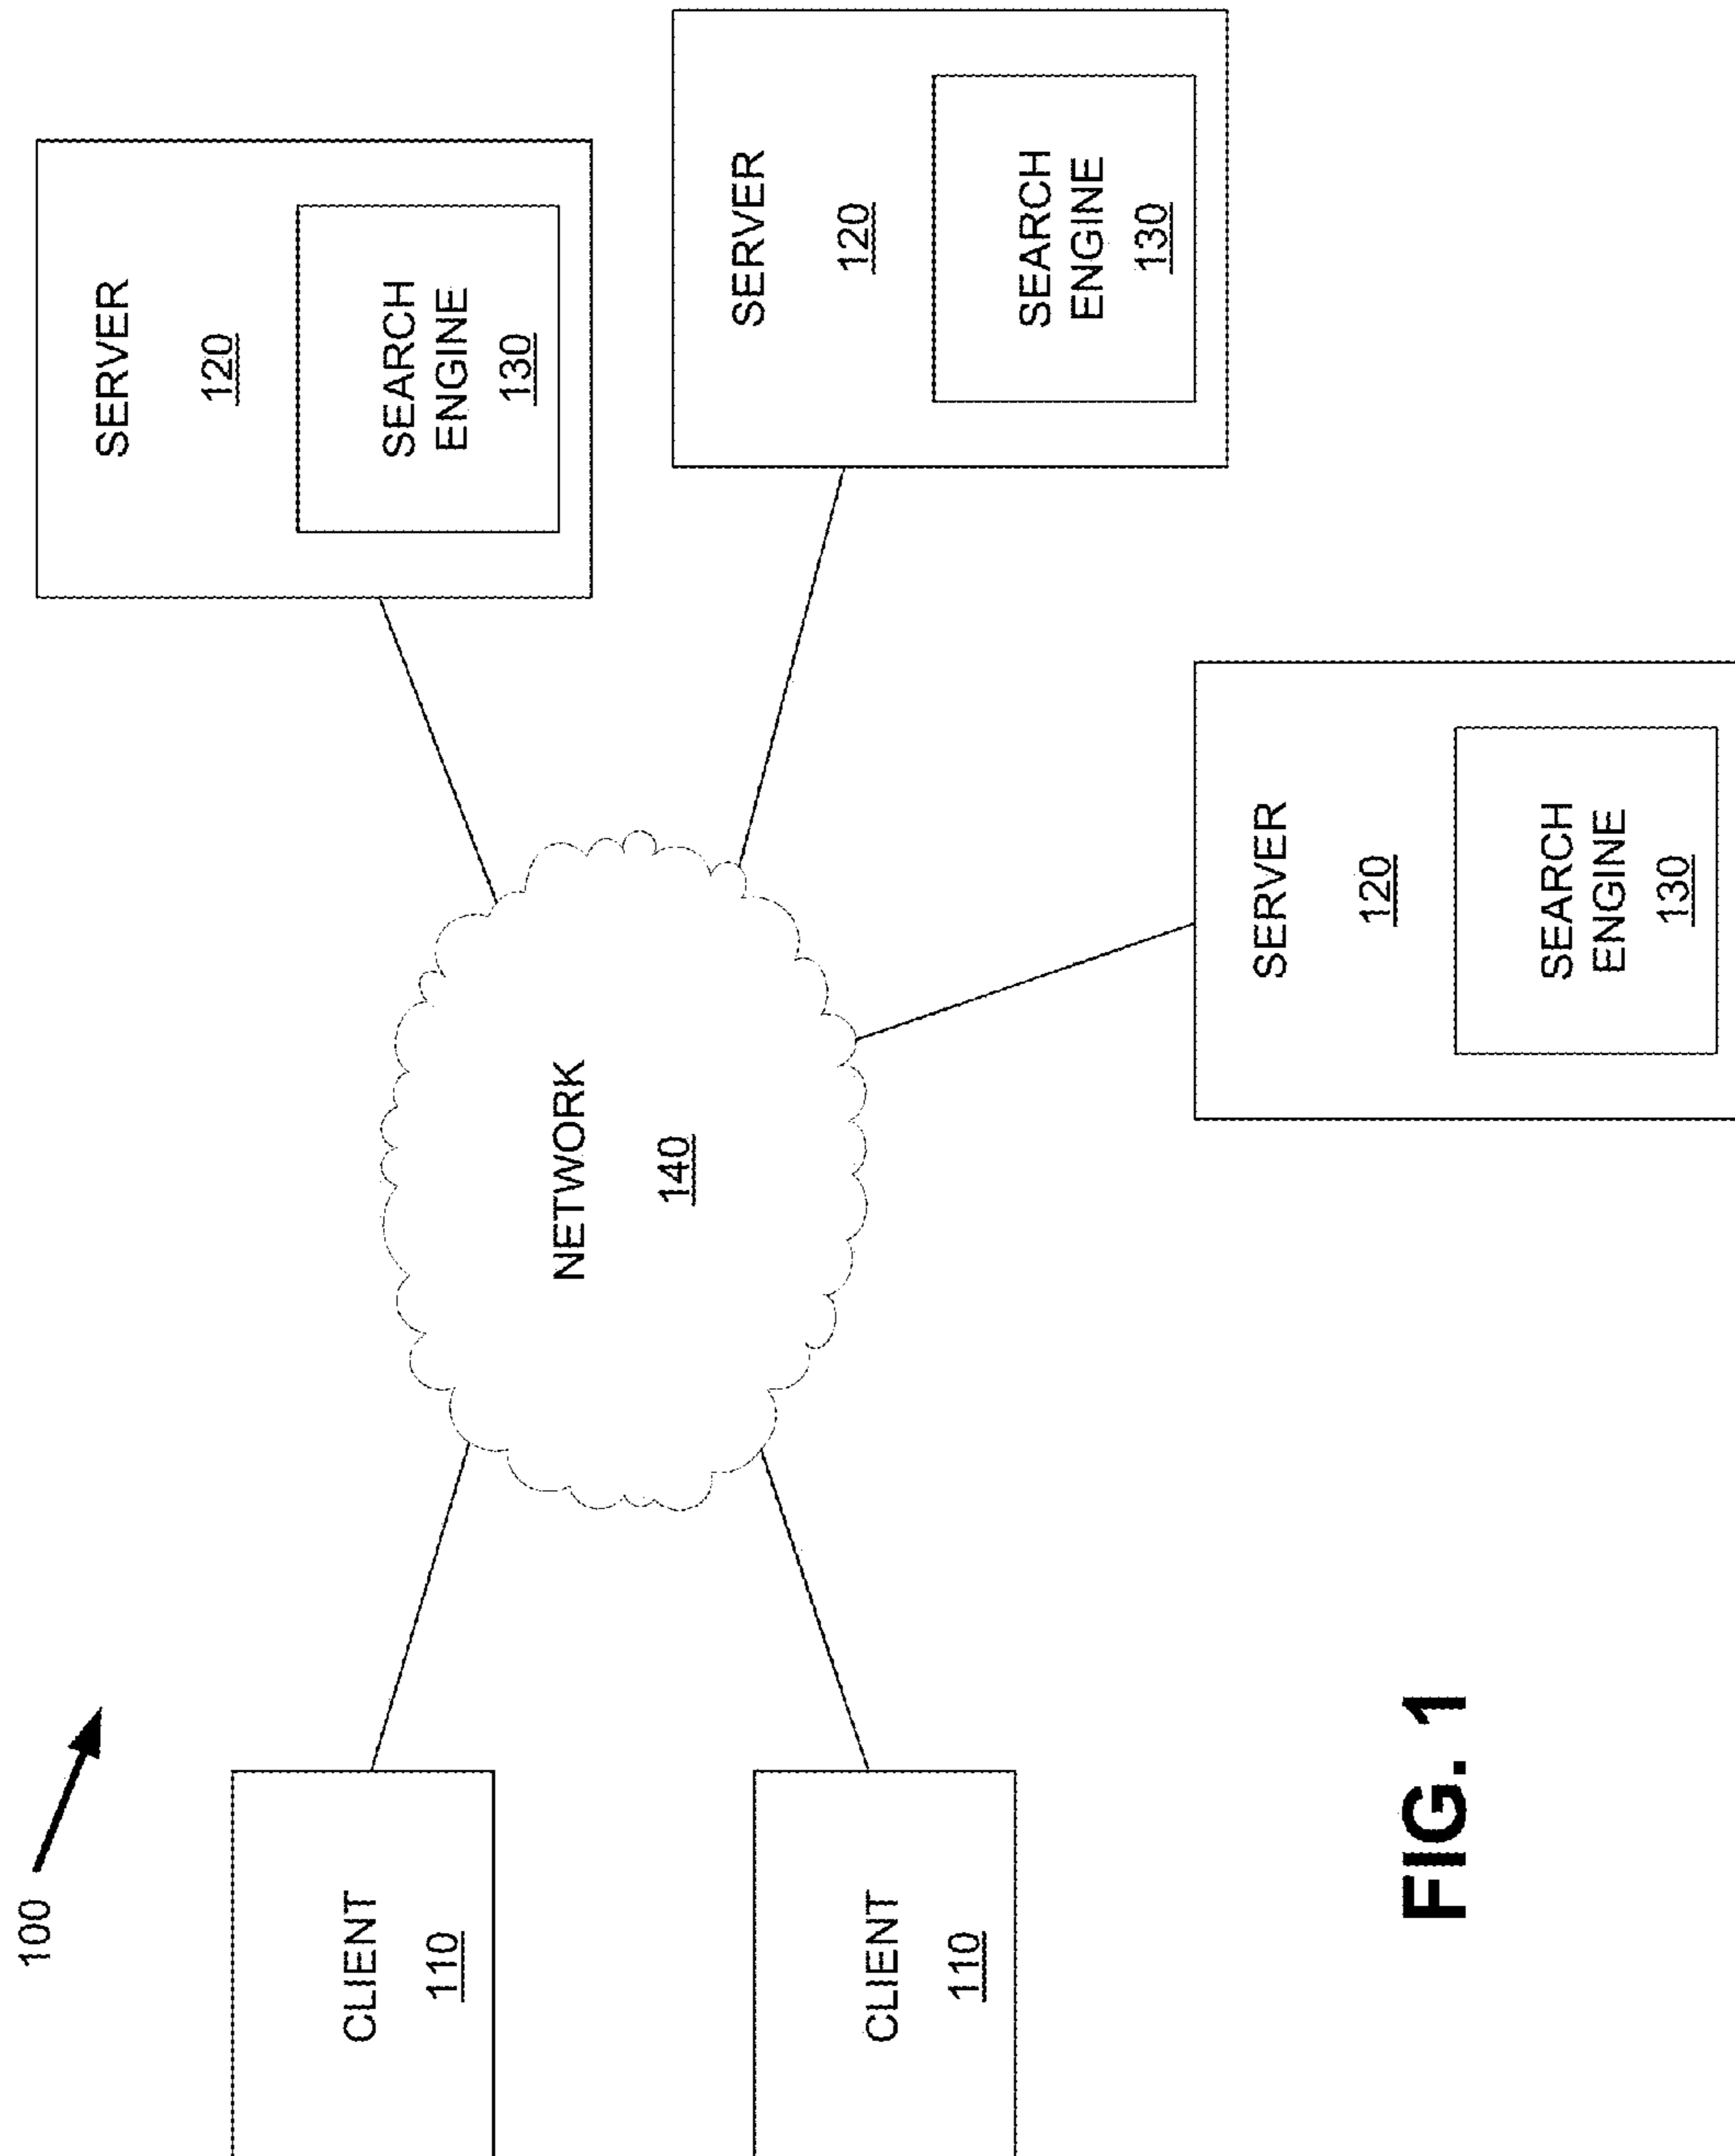 100
CLIENT
110
CLIENT
110
NETWORK
140
SERVER
120
SEARCH
ENGINE
130
SERVER
120
SEARCH
ENGINE
130
SERVER
120
SEARCH
ENGINE
130
FIG. 1